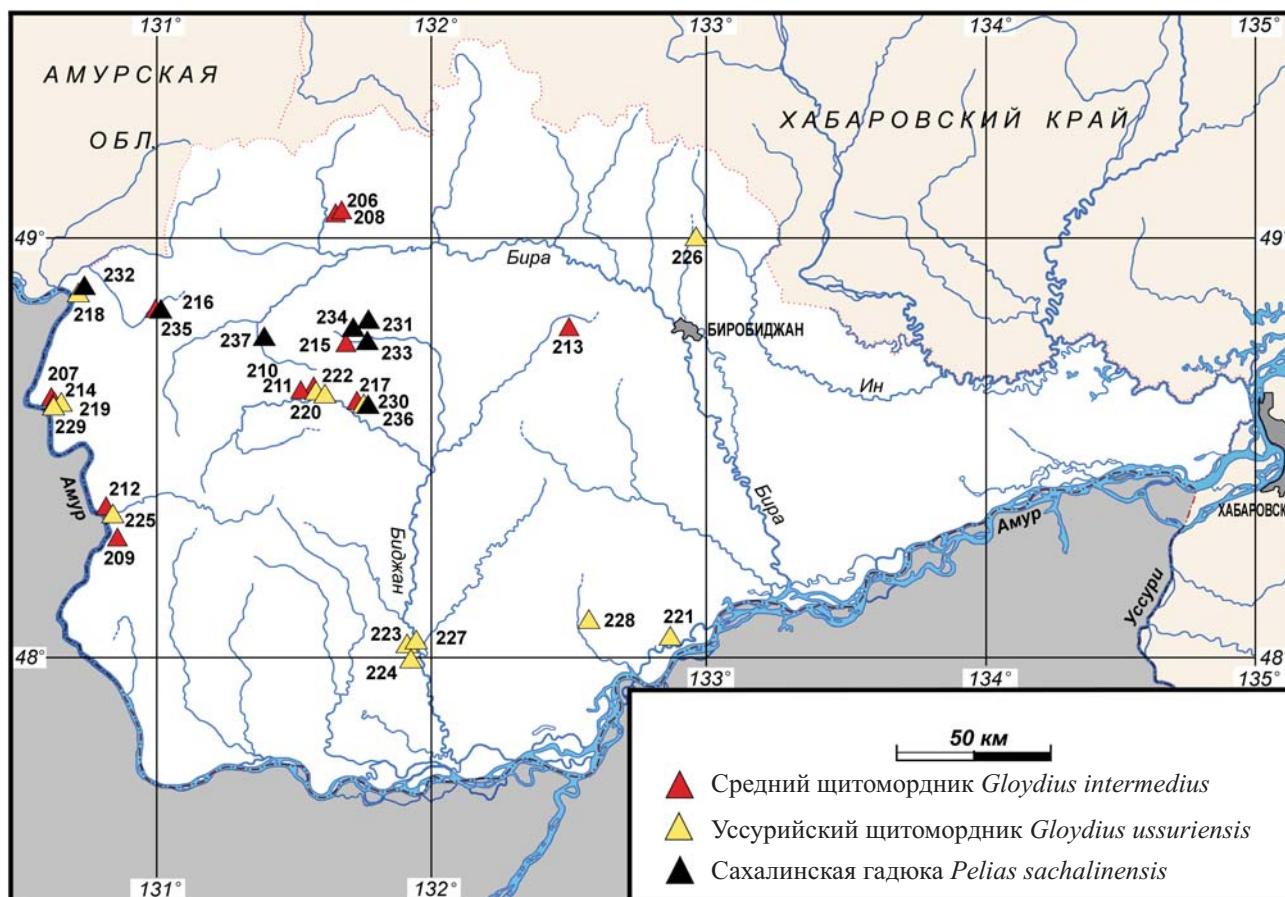 131°
132°
133°
134°
135°
АМУРСКАЯ
ОБЛ.
ХАБАРОВСКИЙ КРАЙ
206
208
49°
49°
Бира
226
232
218
216
235
234
231
237
215
233
213
БИРОБИДЖАН
Ин
210
211
222
220
217
230
236
207
214
219
229
212
225
209
Амур
Биджан
Бира
Амур
ХАБАРОВСК
Уссури
223
227
224
228
221
48°
48
133°
134°
135°
50 км
Средний щитомордник Gloydius intermedius
Уссурийский щитомордник Gloydius ussuriensis
Сахалинская гадюка Pelias sachalinensis
131°
132°